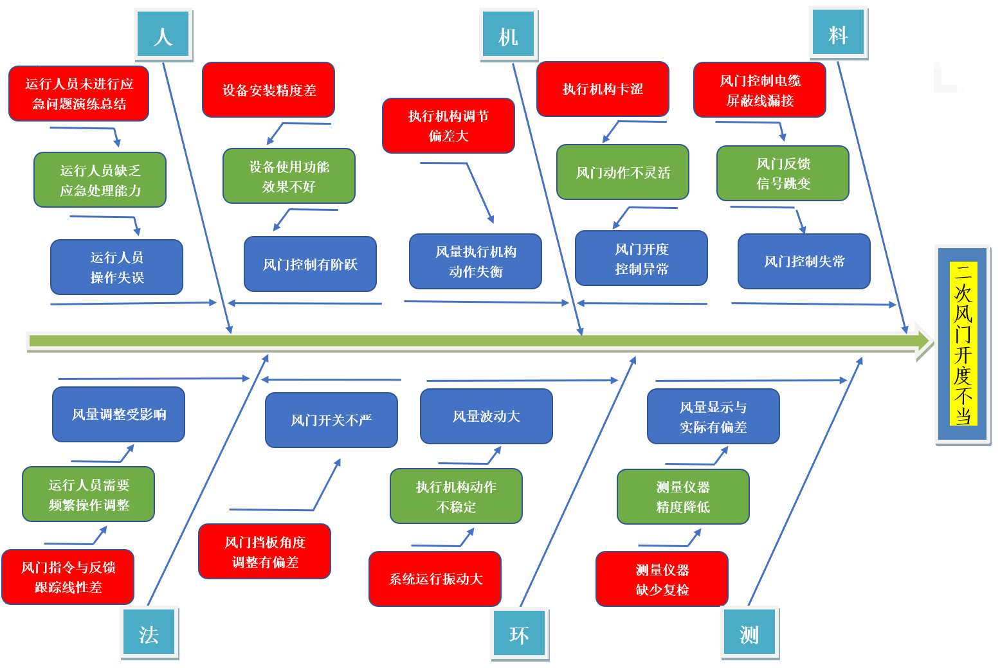 人
机
料
运行人员未进行应
急问题演练总结
设备安装精度差
执行机构调节
偏差大
执行机构卡涩
风门控制电缆
屏蔽线漏接
运行人员缺乏
应急处理能力
设备使用功能
效果不好
风门动作不灵活
风门反馈
信号跳变
运行人员
操作失误
风门控制有阶跃
风量执行机构
动作失衡
风门开度
控制异常
风门控制失常
二次风门开度不当
风量调整受影响
风门开关不严
风量波动大
风量显示与
实际有偏差
运行人员需要
频繁操作调整
执行机构动作
不稳定
测量仪器
精度降低
风门指令与反馈
跟踪线性差
风门挡板角度
调整有偏差
系统运行振动大
测量仪器
缺少复检
法
环
测